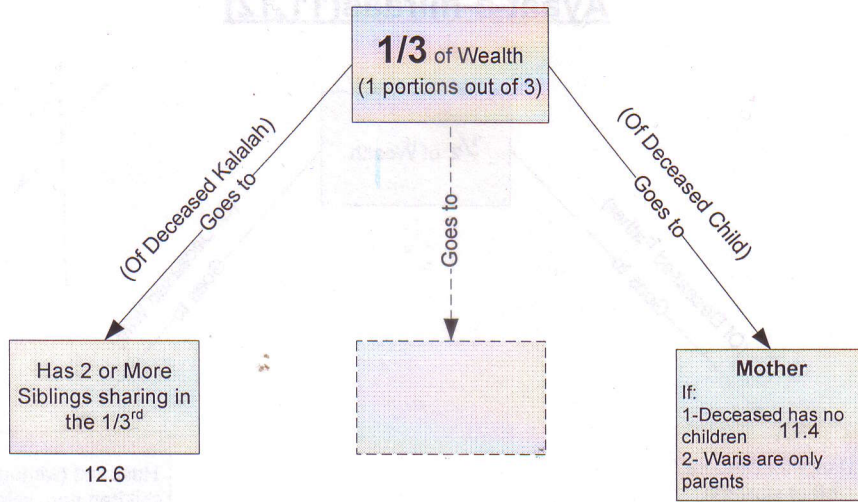 1/3 of Wealth
(1 portions out of 3)
(Of Deceased Kalalah)
Goes to
Goes to
(Of Deceased Child)
Goes to
Has 2 or More
Siblings sharing in
the 1/3rd
12.6
Mother
If:
1-Deceased has no
children 11.4
2- Waris are only
parents